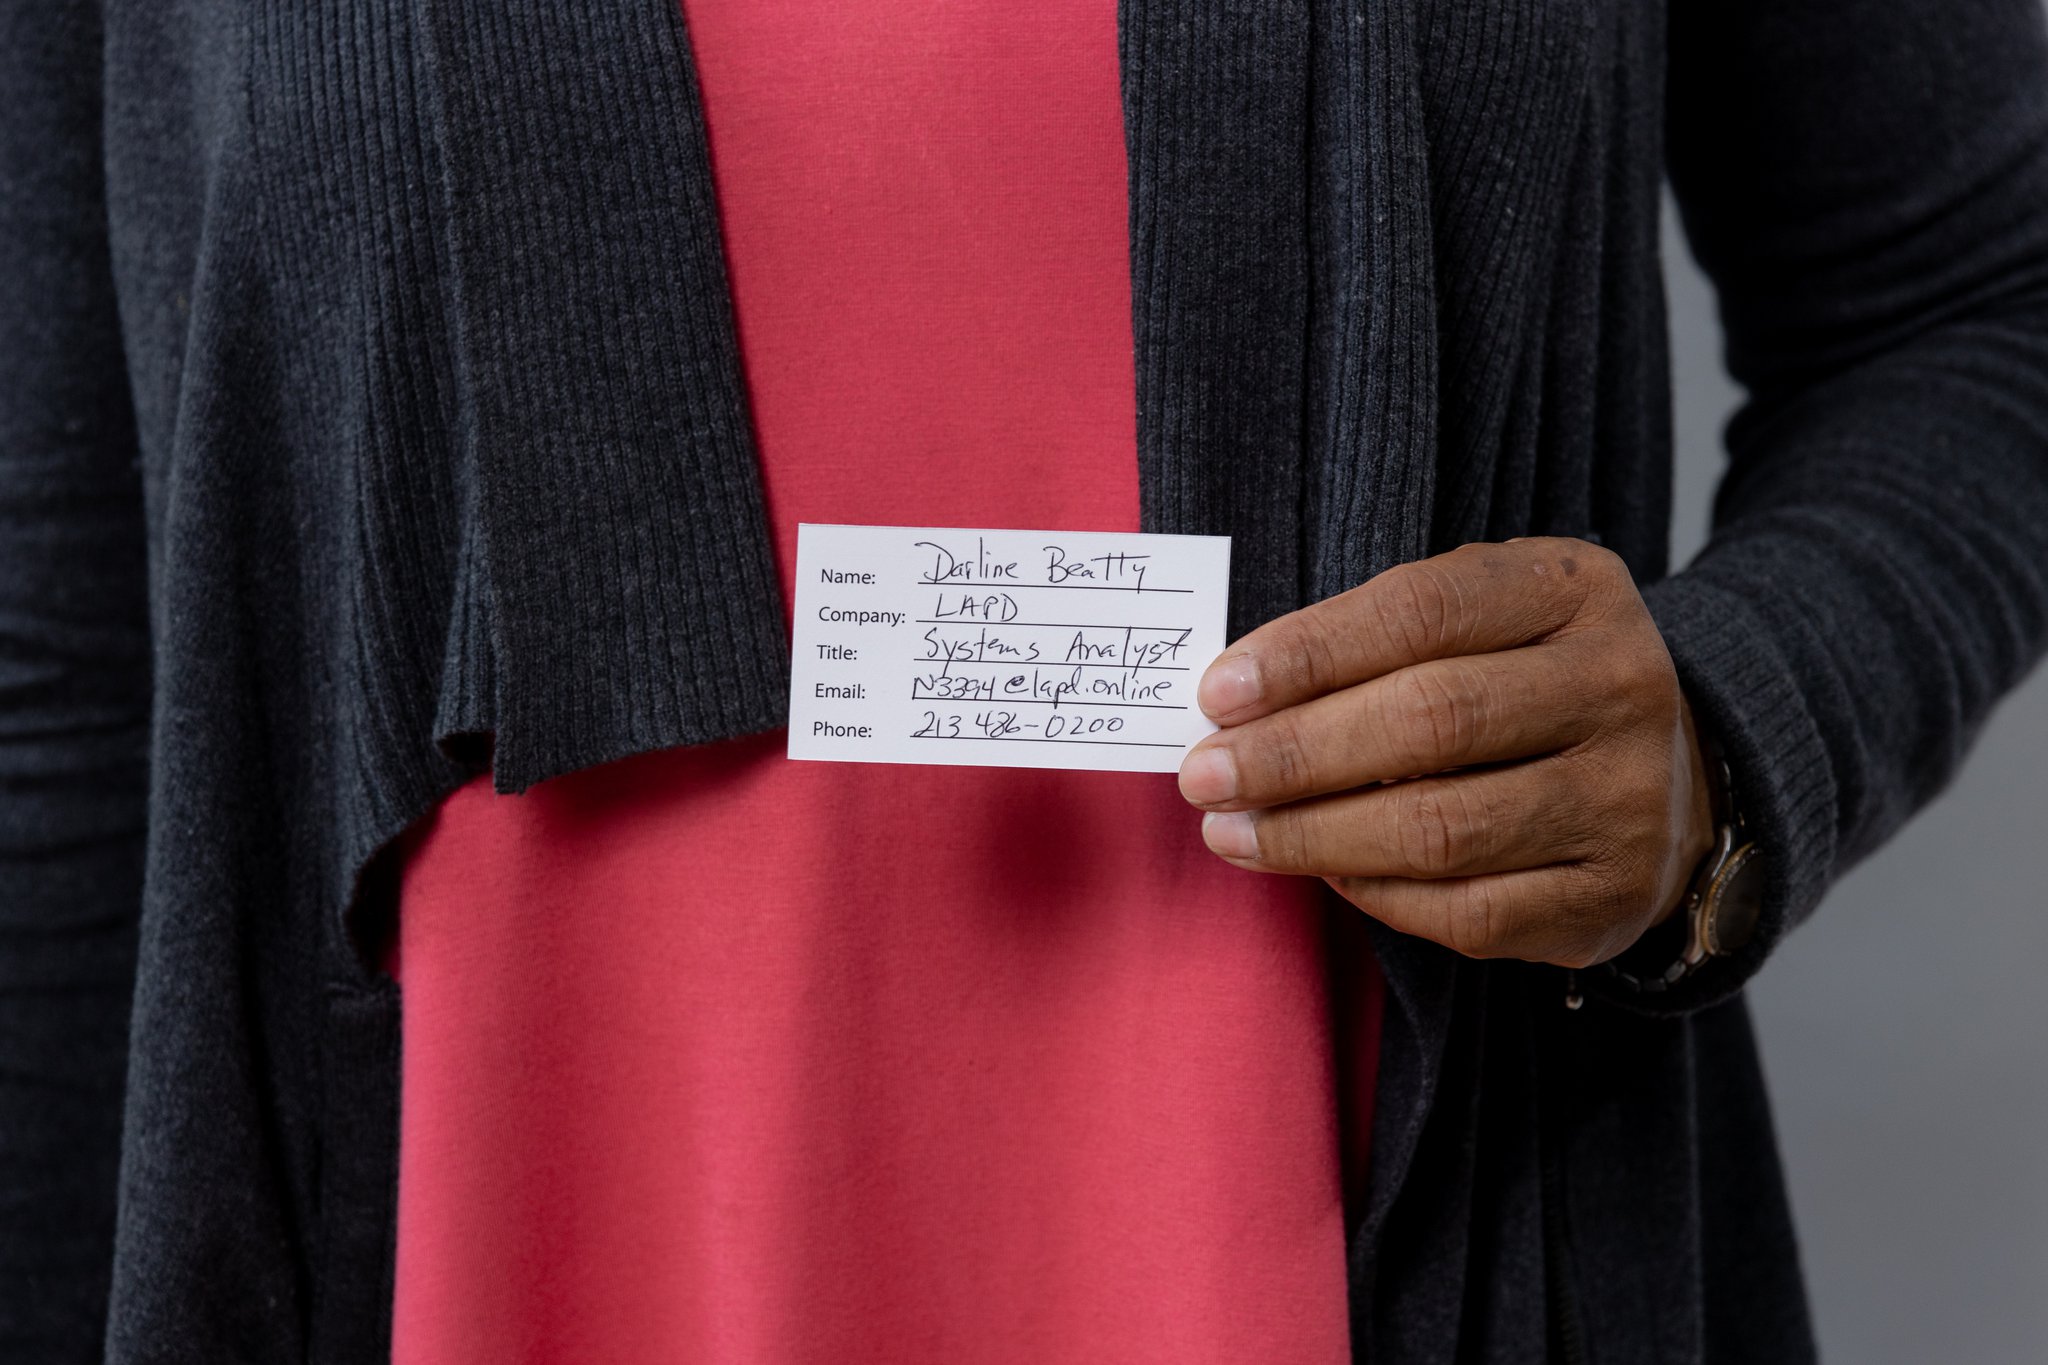 Name: Darline Beatty
Company: LAPD
Title: Systems Analyst
Email: N3394@lapd.online
Phone: 213 486-0200